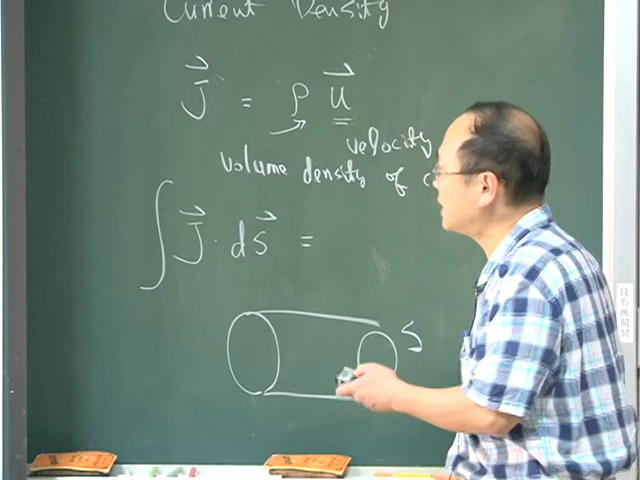 Current Density
J = ρ u
velocity
volume density of
∫ J · ds =
S